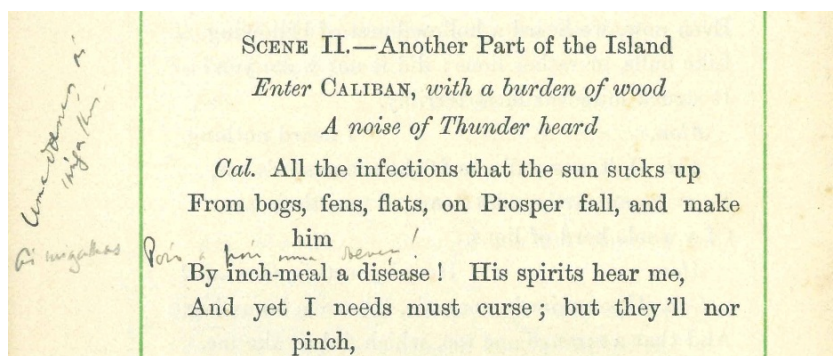 SCENE II.—Another Part of the Island
Enter CALIBAN, with a burden of wood
A noise of Thunder heard
Cal. All the infections that the sun sucks up
From bogs, fens, flats, on Prosper fall, and make
him
às migalhas
By inch-meal a disease! His spirits hear me,
And yet I needs must curse; but they'll nor
pinch,